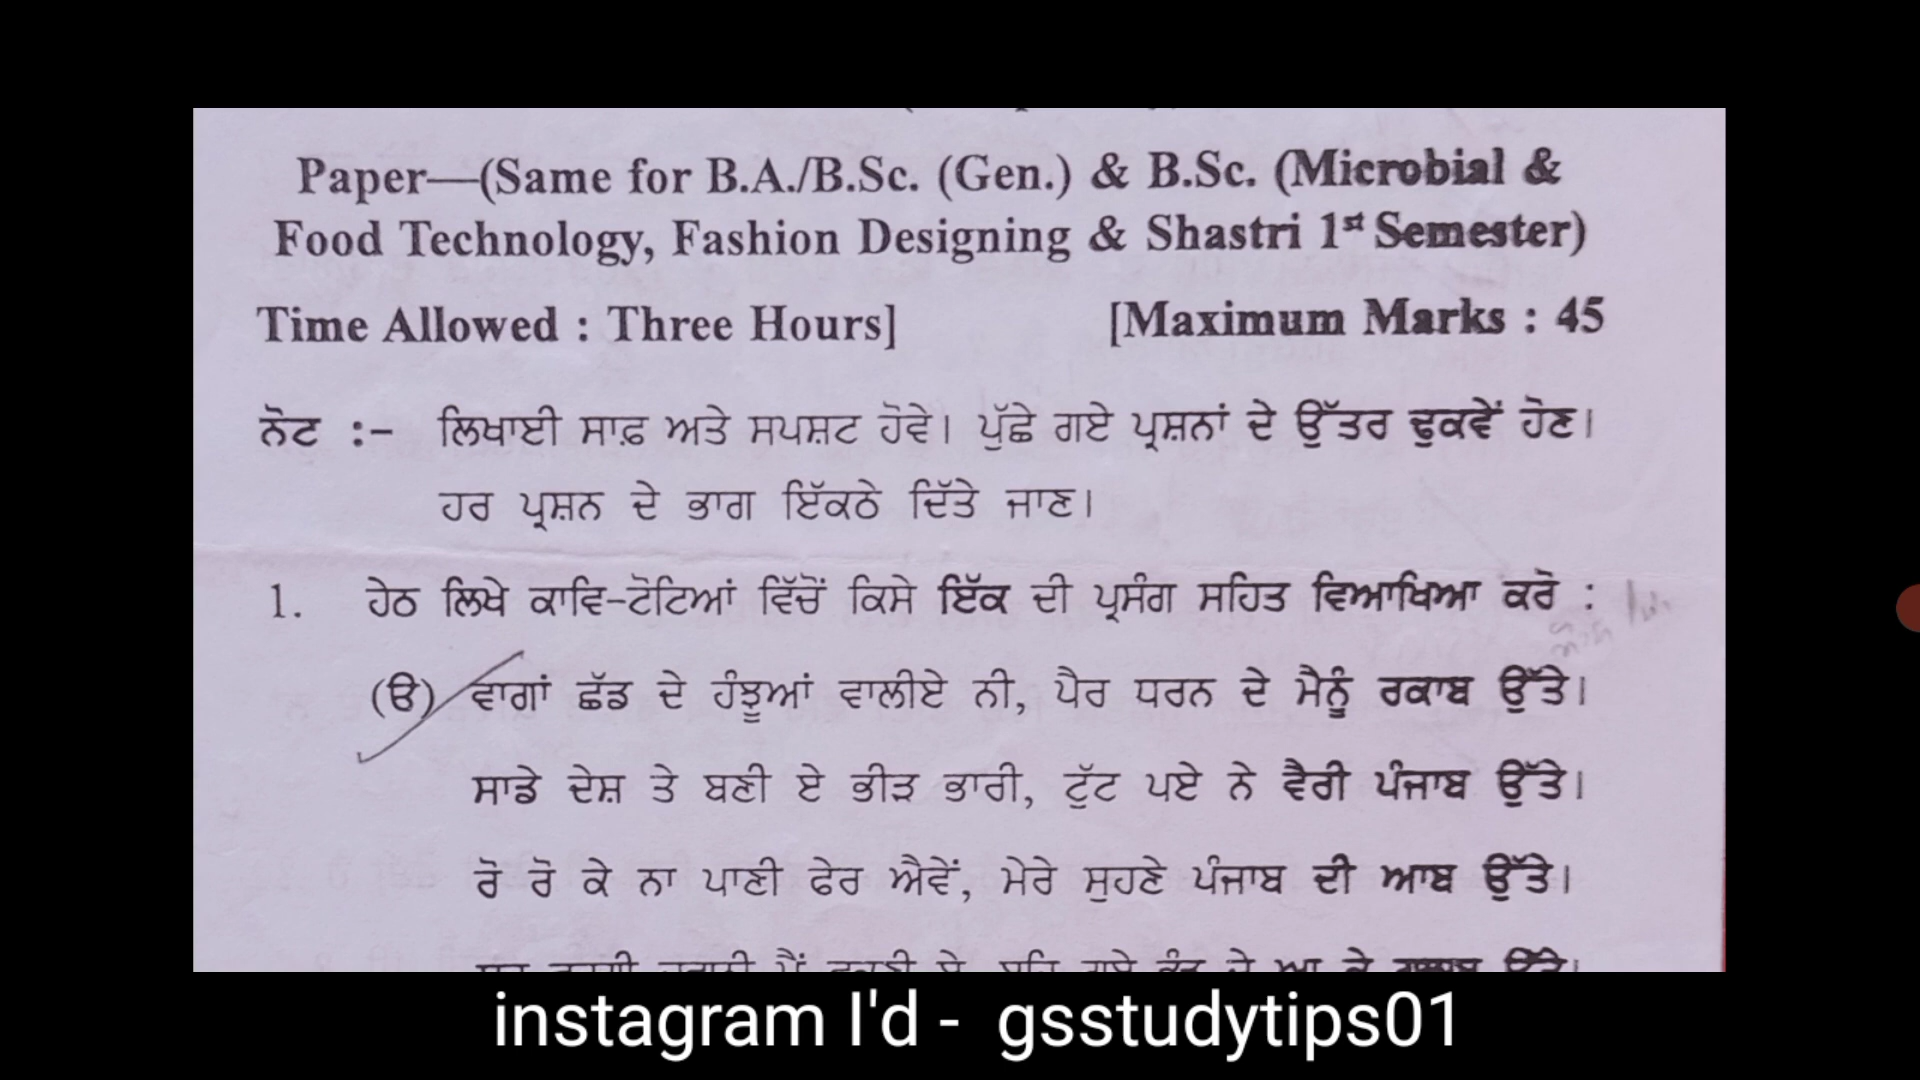 Paper—(Same for B.A./B.Sc. (Gen.) & B.Sc. (Microbial &
Food Technology, Fashion Designing & Shastri 1st Semester)
Time Allowed : Three Hours] [Maximum Marks : 45
ਨੋਟ :– ਲਿਖਾਈ ਸਾਫ਼ ਅਤੇ ਸਪਸ਼ਟ ਹੋਵੇ। ਪੁੱਛੇ ਗਏ ਪ੍ਰਸ਼ਨਾਂ ਦੇ ਉੱਤਰ ਢੁਕਵੇਂ ਹੋਣ।
ਹਰ ਪ੍ਰਸ਼ਨ ਦੇ ਭਾਗ ਇੱਕਠੇ ਦਿੱਤੇ ਜਾਣ।
1. ਹੇਠ ਲਿਖੇ ਕਾਵਿ-ਟੋਟਿਆਂ ਵਿੱਚੋਂ ਕਿਸੇ ਇੱਕ ਦੀ ਪ੍ਰਸੰਗ ਸਹਿਤ ਵਿਆਖਿਆ ਕਰੋ :
(ੳ) ਵਾਗਾਂ ਛੱਡ ਦੇ ਹੰਝੂਆਂ ਵਾਲੀਏ ਨੀ, ਪੈਰ ਧਰਨ ਦੇ ਮੈਨੂੰ ਰਕਾਬ ਉੱਤੇ।
ਸਾਡੇ ਦੇਸ਼ ਤੇ ਬਣੀ ਏ ਭੀੜ ਭਾਰੀ, ਟੁੱਟ ਪਏ ਨੇ ਵੈਰੀ ਪੰਜਾਬ ਉੱਤੇ।
ਰੋ ਰੋ ਕੇ ਨਾ ਪਾਣੀ ਫੇਰ ਐਵੇਂ, ਮੇਰੇ ਸੁਹਣੇ ਪੰਜਾਬ ਦੀ ਆਬ ਉੱਤੇ।
instagram I'd - gsstudytips01